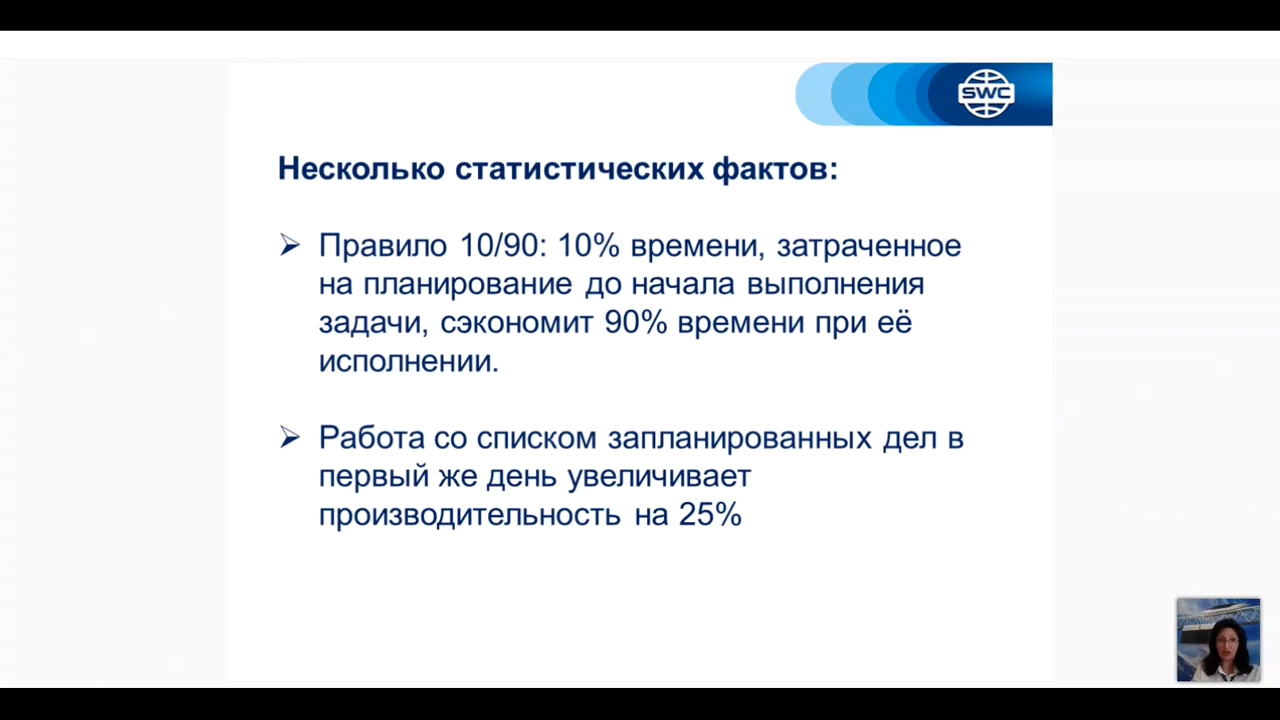 SWC
Несколько статистических фактов:
Правило 10/90: 10% времени, затраченное
на планирование до начала выполнения
задачи, сэкономит 90% времени при её
исполнении.
Работа со списком запланированных дел в
первый же день увеличивает
производительность на 25%